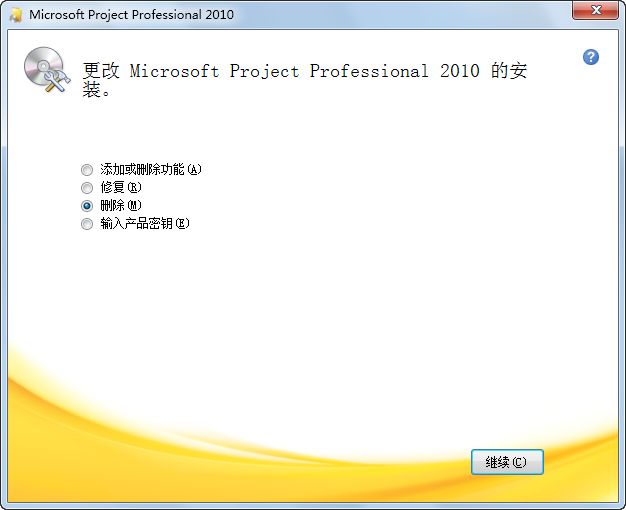 Microsoft Project Professional 2010
更改 Microsoft Project Professional 2010 的安
装。
添加或删除功能(A)
修复(R)
删除(M)
输入产品密钥(E)
继续(C)